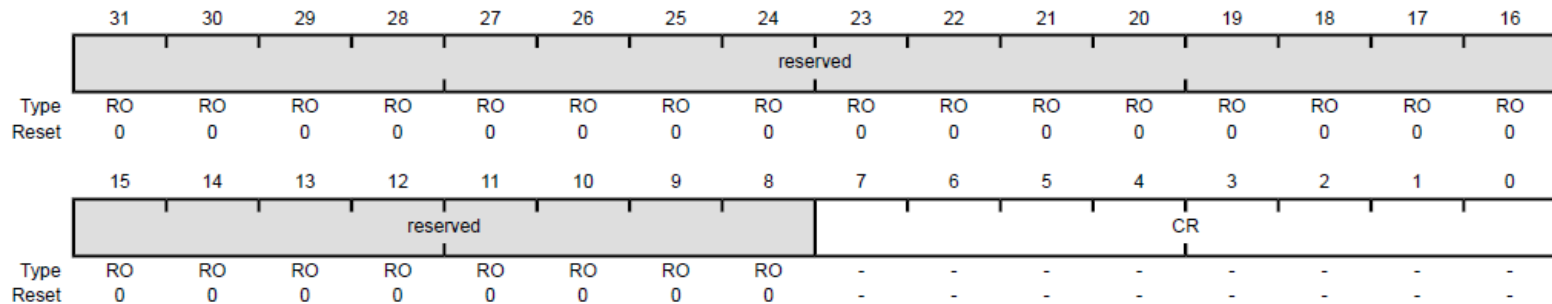 31 30 29 28 27 26 25 24 23 22 21 20 19 18 17 16
reserved
Type RO RO RO RO RO RO RO RO RO RO RO RO RO RO RO RO
Reset 0 0 0 0 0 0 0 0 0 0 0 0 0 0 0 0
15 14 13 12 11 10 9 8 7 6 5 4 3 2 1 0
reserved CR
Type RO RO RO RO RO RO RO RO - - - - - - - -
Reset 0 0 0 0 0 0 0 0 - - - - - - - -